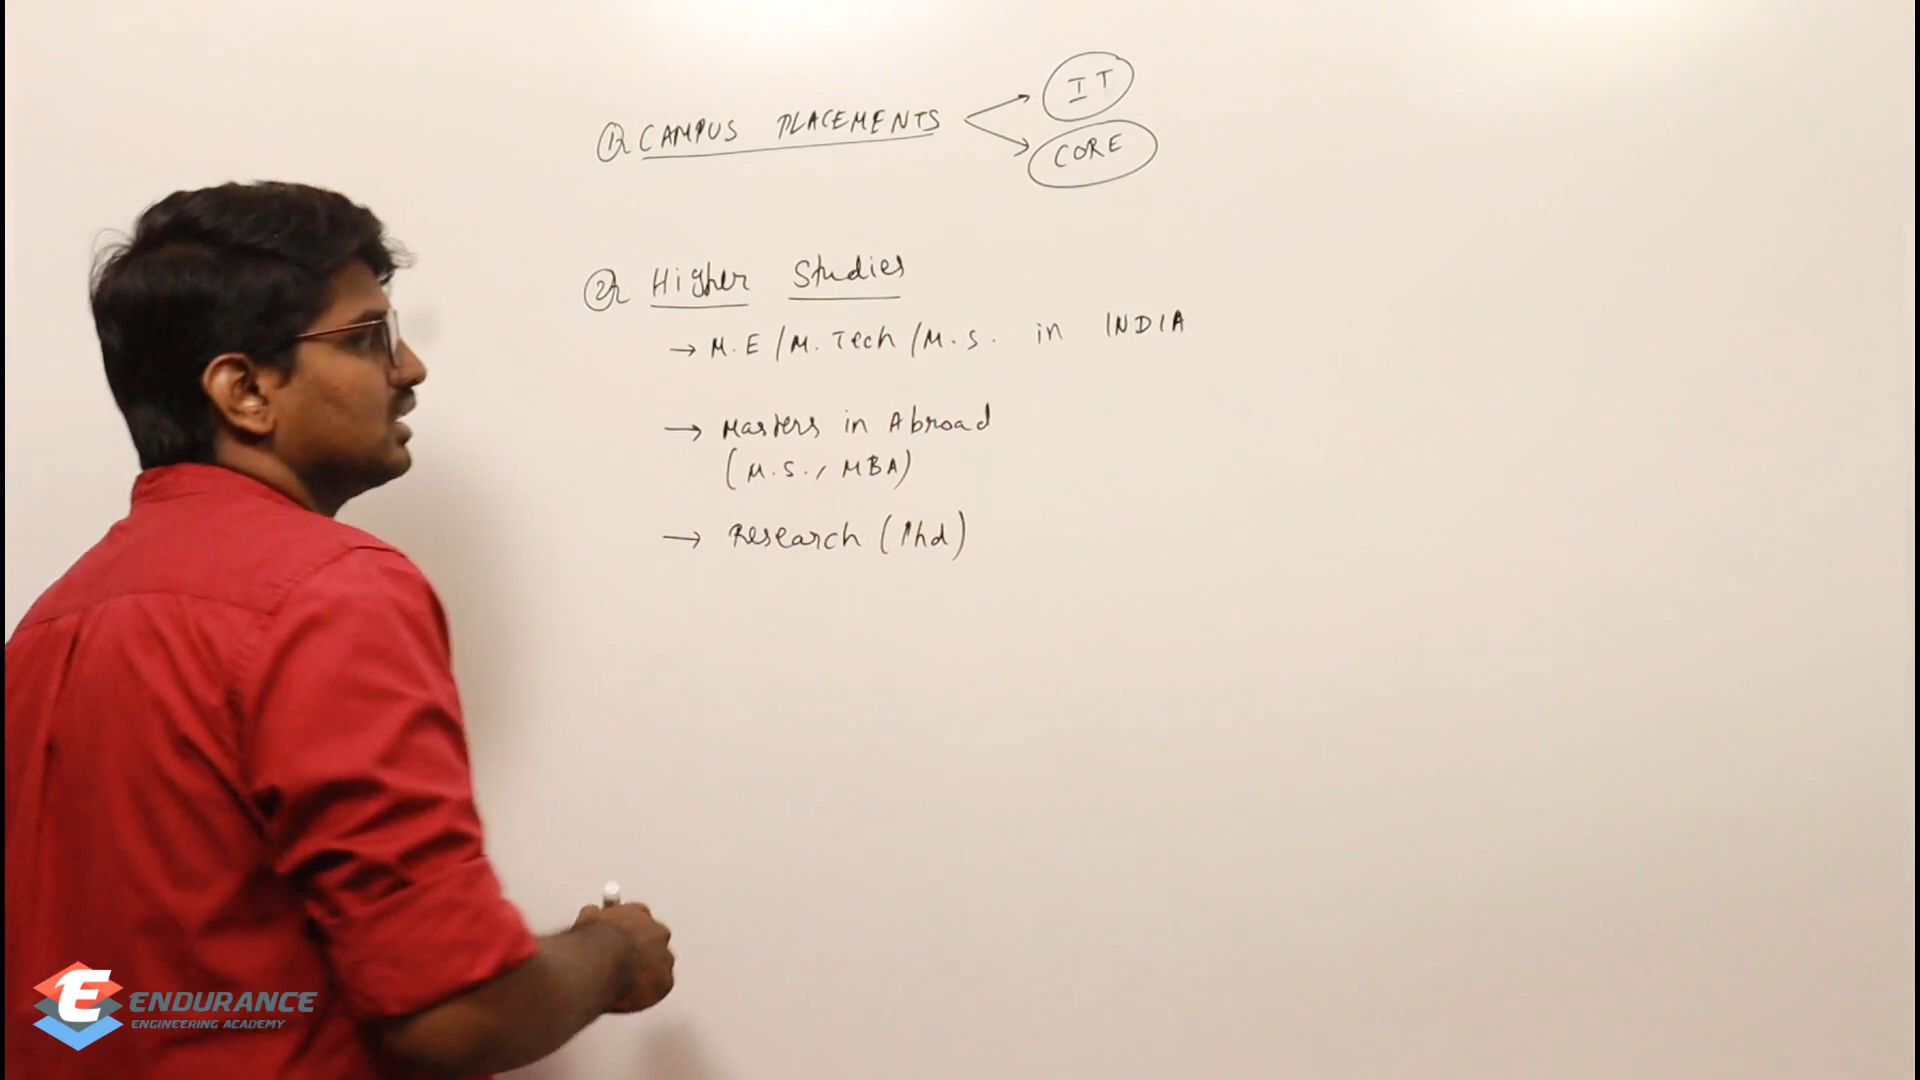 1) CAMPUS PLACEMENTS
IT
CORE
2) Higher Studies
→ M.E/M.Tech/M.S. in INDIA
→ Masters in Abroad
(M.S., MBA)
→ Research (Phd)
E ENDURANCE
ENGINEERING ACADEMY